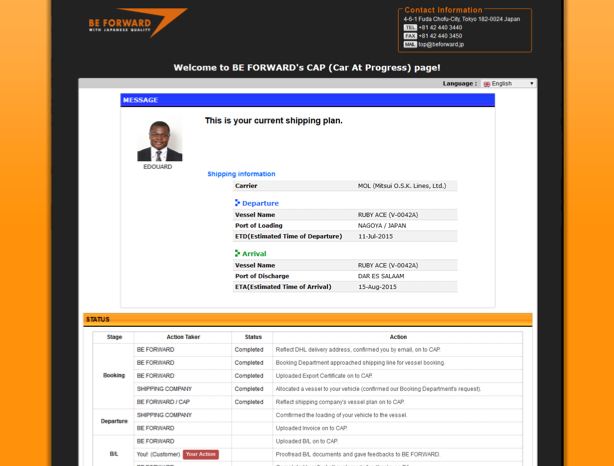 BE FORWARD
WITH JAPANESE QUALITY
Contact Information
4-6-1 Fuda Chofu-City, Tokyo 182-0024 Japan
TEL +81 42 440 3440
FAX +81 42 440 3450
MAIL top@beforward.jp
Welcome to BE FORWARD's CAP (Car At Progress) page!
Language : English
MESSAGE
This is your current shipping plan.
EDOUARD
Shipping information
Carrier MOL (Mitsui O.S.K. Lines, Ltd.)
Departure
Vessel Name RUBY ACE (V-0042A)
Port of Loading NAGOYA / JAPAN
ETD(Estimated Time of Departure) 11-Jul-2015
Arrival
Vessel Name RUBY ACE (V-0042A)
Port of Discharge DAR ES SALAAM
ETA(Estimated Time of Arrival) 15-Aug-2015
STATUS
Stage Action Taker Status Action
BE FORWARD Completed Reflect DHL delivery address, confirmed you by email, on to CAP.
BE FORWARD Completed Booking Department approached shipping line for vessel booking.
Booking BE FORWARD Completed Uploaded Export Certificate on to CAP.
SHIPPING COMPANY Completed Allocated a vessel to your vehicle (confirmed our Booking Department's request).
BE FORWARD / CAP Completed Reflect shipping company's vessel plan on to CAP.
Departure
SHIPPING COMPANY Comfirmed the loading of your vehicle to the vessel.
BE FORWARD Uploaded Invoice on to CAP.
BE FORWARD Uploaded B/L on to CAP.
B/L You! (Customer) Your Action Proofread B/L documents and gave feedbacks to BE FORWARD.